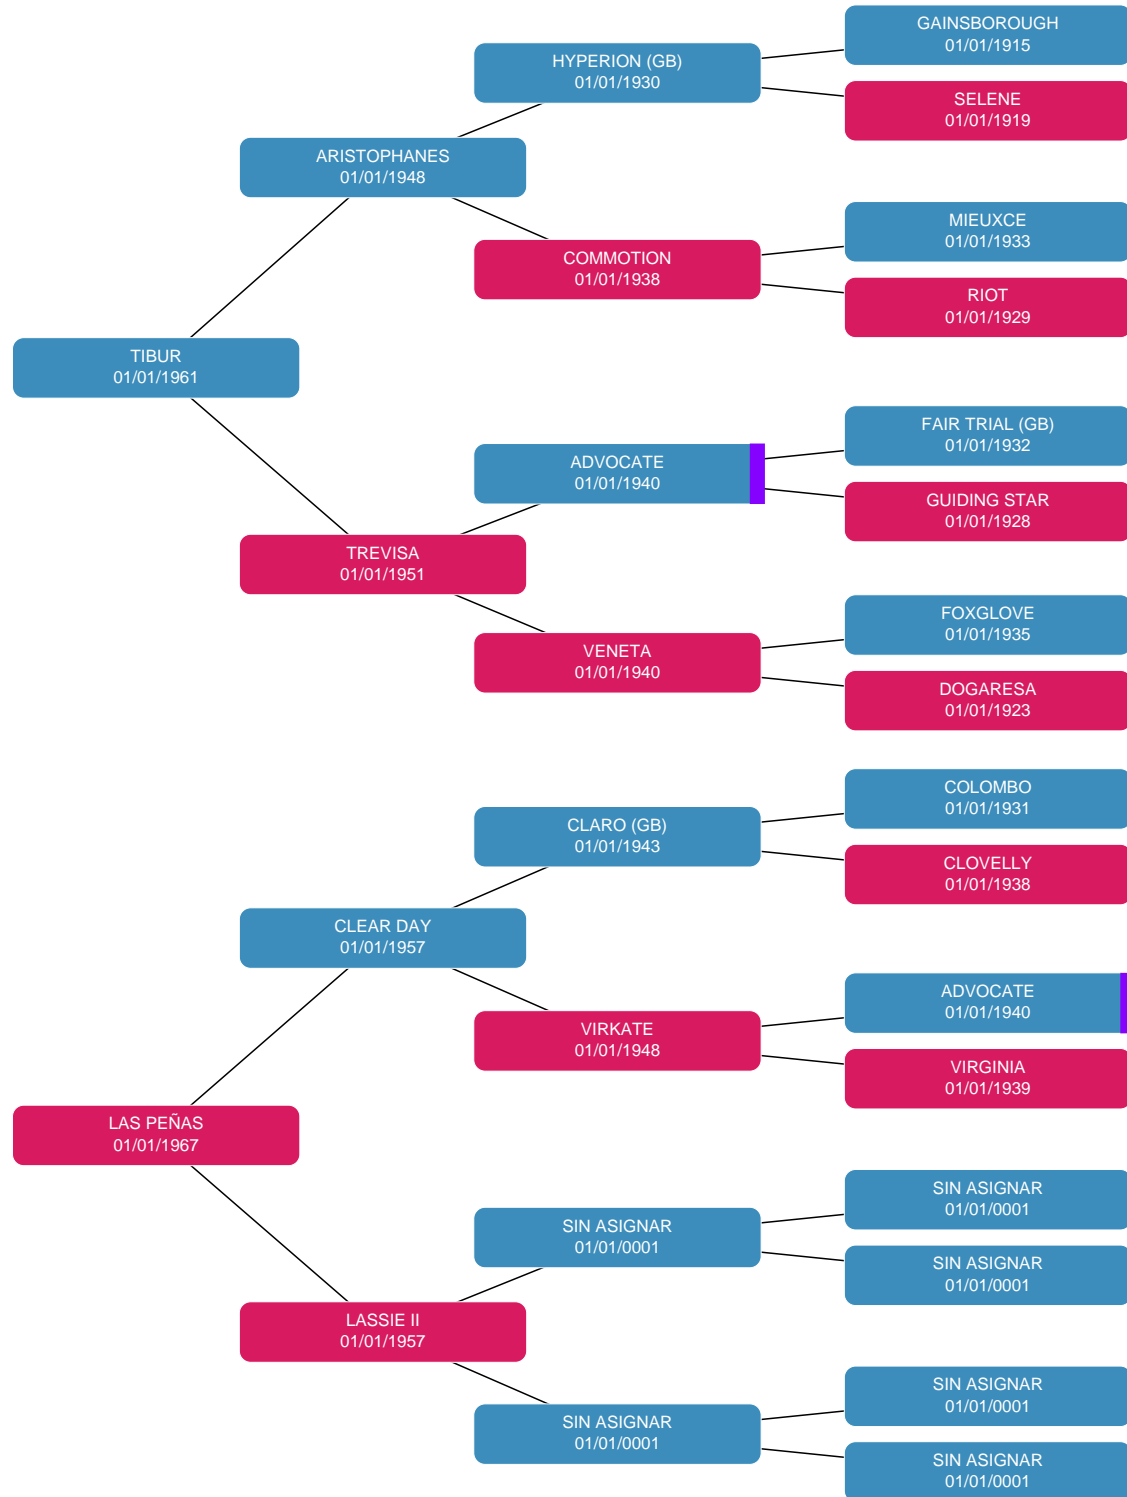 GAINSBOROUGH
01/01/1915
HYPERION (GB)
01/01/1930
SELENE
01/01/1919
ARISTOPHANES
01/01/1948
MIEUXCE
01/01/1933
COMMOTION
01/01/1938
RIOT
01/01/1929
TIBUR
01/01/1961
FAIR TRIAL (GB)
01/01/1932
ADVOCATE
01/01/1940
GUIDING STAR
01/01/1928
TREVISA
01/01/1951
FOXGLOVE
01/01/1935
VENETA
01/01/1940
DOGARESA
01/01/1923
COLOMBO
01/01/1931
CLARO (GB)
01/01/1943
CLOVELLY
01/01/1938
CLEAR DAY
01/01/1957
ADVOCATE
01/01/1940
VIRKATE
01/01/1948
VIRGINIA
01/01/1939
LAS PEÑAS
01/01/1967
SIN ASIGNAR
01/01/0001
SIN ASIGNAR
01/01/0001
SIN ASIGNAR
01/01/0001
LASSIE II
01/01/1957
SIN ASIGNAR
01/01/0001
SIN ASIGNAR
01/01/0001
SIN ASIGNAR
01/01/0001